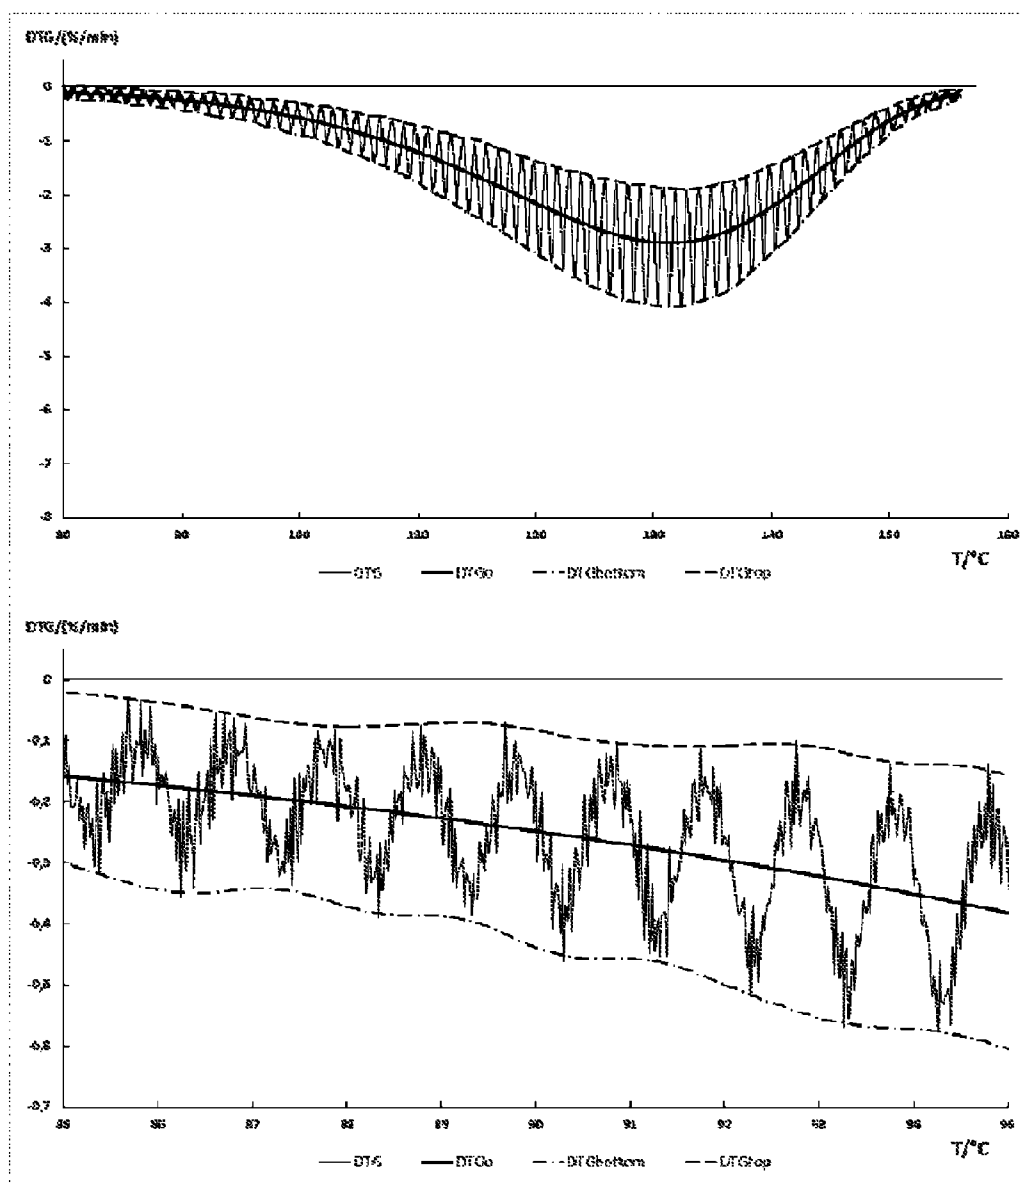 DTG/(%/min)
0
-1
-2
-3
-4
-5
-6
-7
-8
80 90 100 110 120 130 140 150 160
T/°C
DTG DTGo DTGbottom DTGtop
DTG/(%/min)
0
-0,1
-0,2
-0,3
-0,4
-0,5
-0,6
-0,7
85 86 87 88 89 90 91 92 93 94 95
T/°C
DTG DTGo DTGbottom DTGtop